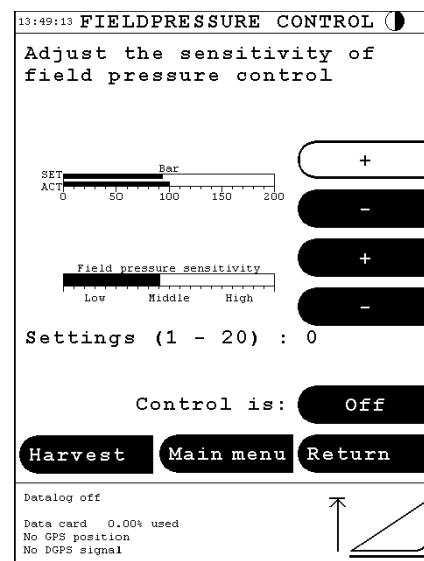 13:49:13 FIELDPRESSURE CONTROL
Adjust the sensitivity of
field pressure control
Bar
SET
ACT
0 50 100 150 200
+
-
Field pressure sensitivity
Low Middle High
+
-
Settings (1 - 20) : 0
Control is: Off
Harvest Main menu Return
Datalog off
Data card 0.00% used
No GPS position
No DGPS signal